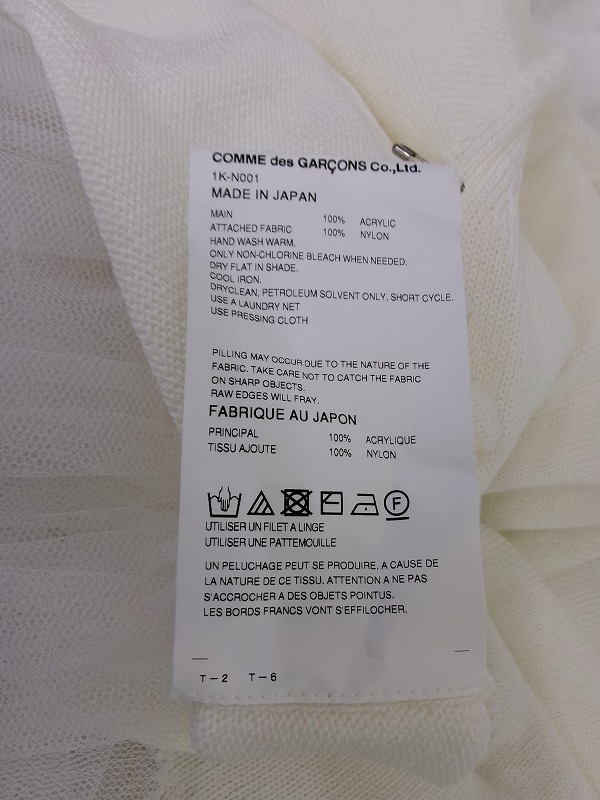 COMME des GARÇONS Co.,Ltd.
1K-N001
MADE IN JAPAN
MAIN 100% ACRYLIC
ATTACHED FABRIC 100% NYLON
HAND WASH WARM.
ONLY NON-CHLORINE BLEACH WHEN NEEDED.
DRY FLAT IN SHADE.
COOL IRON.
DRYCLEAN, PETROLEUM SOLVENT ONLY, SHORT CYCLE.
USE A LAUNDRY NET
USE PRESSING CLOTH
PILLING MAY OCCUR DUE TO THE NATURE OF THE
FABRIC. TAKE CARE NOT TO CATCH THE FABRIC
ON SHARP OBJECTS.
RAW EDGES WILL FRAY.
FABRIQUE AU JAPON
PRINCIPAL 100% ACRYLIQUE
TISSU AJOUTE 100% NYLON
F
UTILISER UN FILET A LINGE
UTILISER UNE PATTEMOUILLE
UN PELUCHAGE PEUT SE PRODUIRE, A CAUSE DE
LA NATURE DE CE TISSU. ATTENTION A NE PAS
S'ACCROCHER A DES OBJETS POINTUS.
LES BORDS FRANCS VONT S'EFFILOCHER.
T-2 T-6